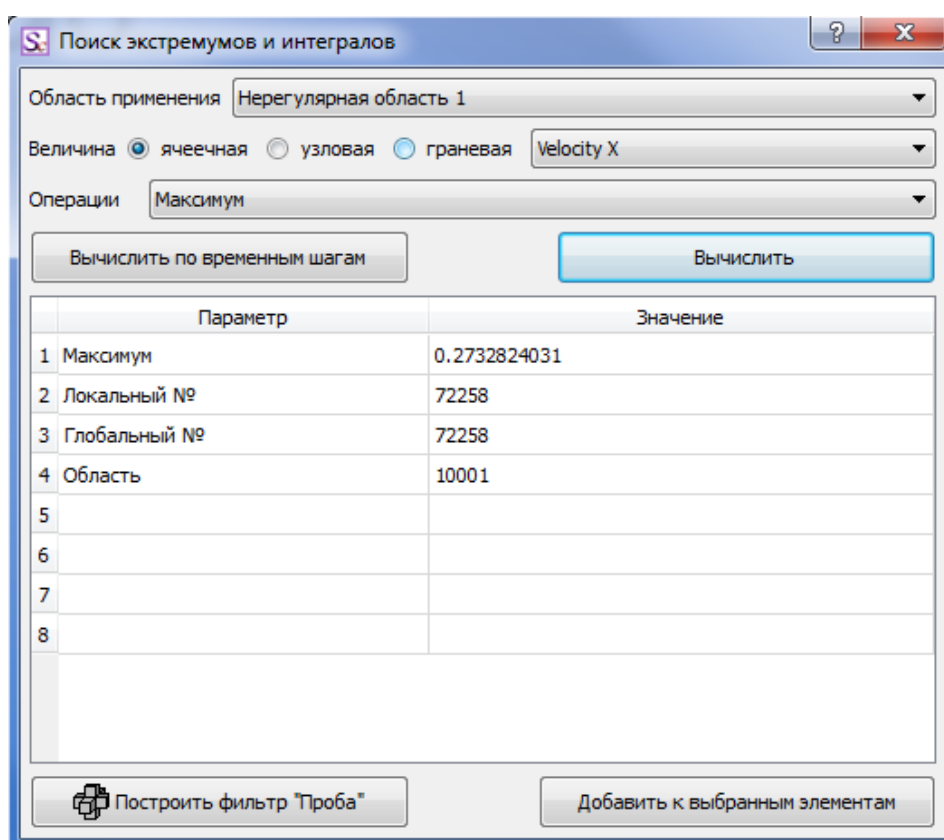 S. Поиск экстремумов и интегралов ? X
Область применения Нерегулярная область 1
Величина ячеечная узловая граневая Velocity X
Операции Максимум
Вычислить по временным шагам Вычислить
Параметр Значение
1 Максимум 0.2732824031
2 Локальный № 72258
3 Глобальный № 72258
4 Область 10001
5
6
7
8
Построить фильтр "Проба" Добавить к выбранным элементам